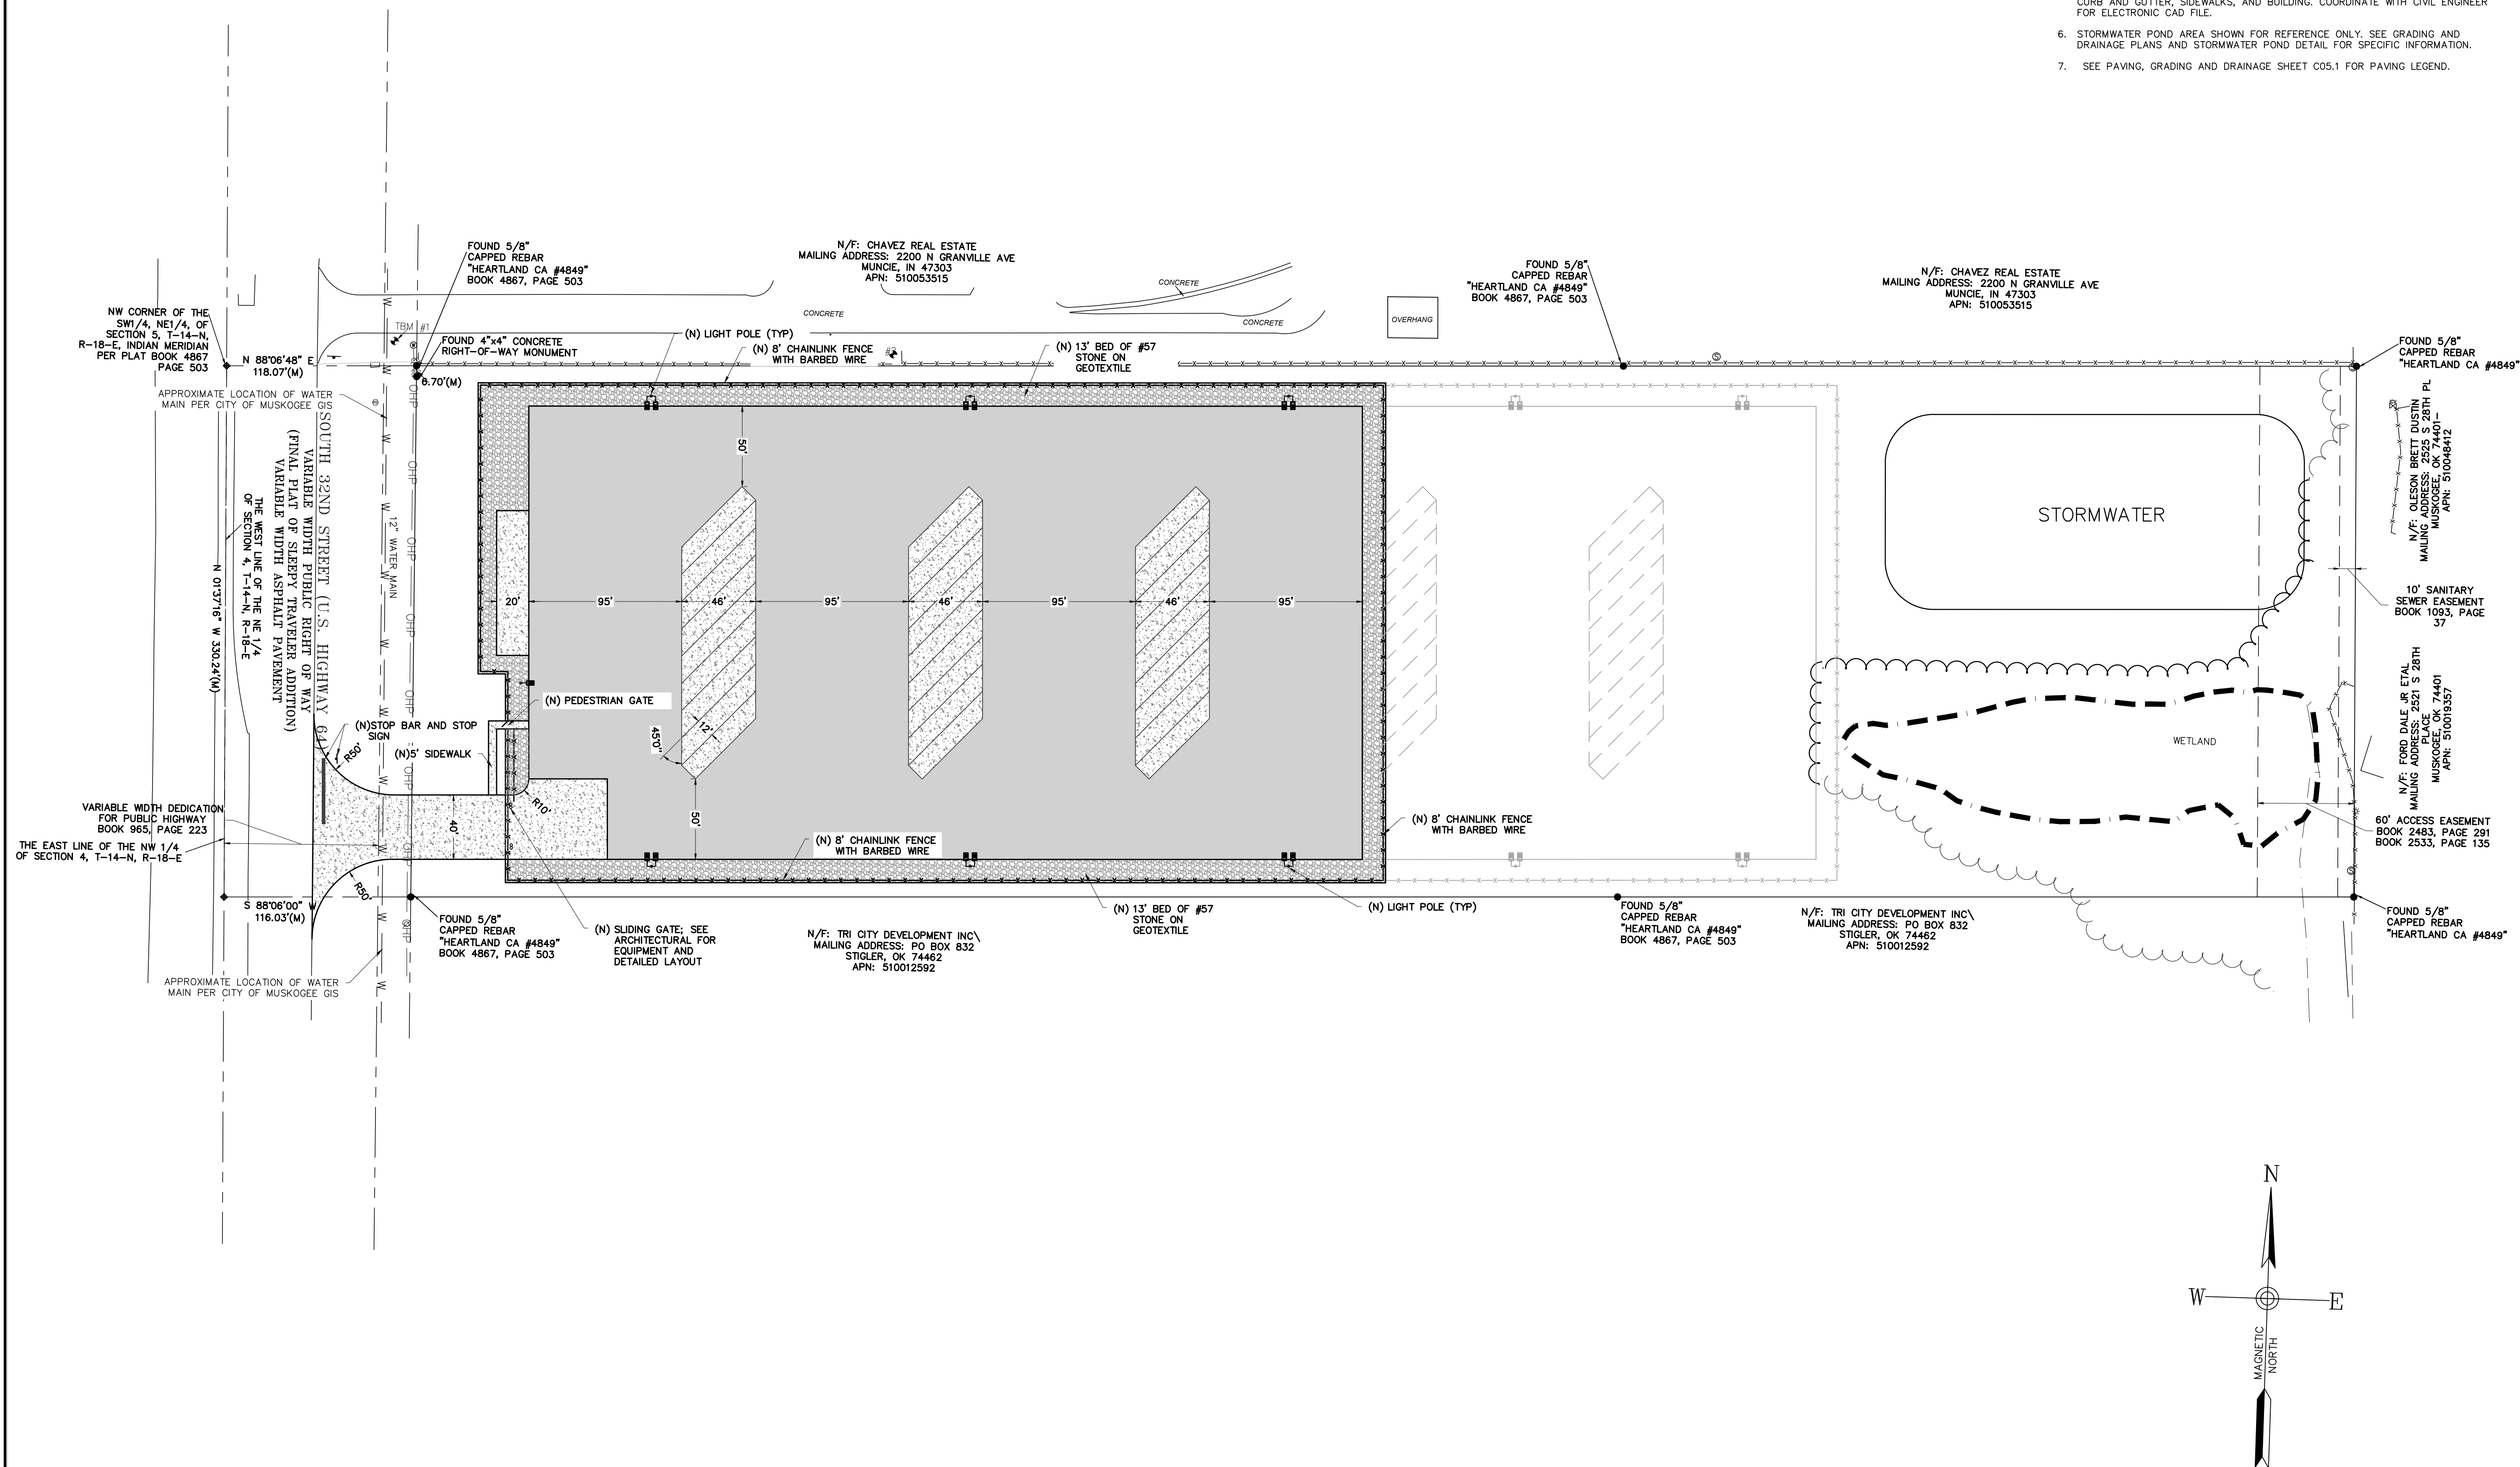 CURB AND GUTTER, SIDEWALKS, AND BUILDING. COORDINATE WITH CIVIL ENGINEER
FOR ELECTRONIC CAD FILE.
6. STORMWATER POND AREA SHOWN FOR REFERENCE ONLY. SEE GRADING AND
DRAINAGE PLANS AND STORMWATER POND DETAIL FOR SPECIFIC INFORMATION.
7. SEE PAVING, GRADING AND DRAINAGE SHEET C05.1 FOR PAVING LEGEND.
FOUND 5/8"
CAPPED REBAR
"HEARTLAND CA #4849"
BOOK 4867, PAGE 503
N/F: CHAVEZ REAL ESTATE
MAILING ADDRESS: 2200 N GRANVILLE AVE
MUNCIE, IN 47303
APN: 510053515
CONCRETE
CONCRETE
CONCRETE
OVERHANG
FOUND 5/8"
CAPPED REBAR
"HEARTLAND CA #4849"
BOOK 4867, PAGE 503
N/F: CHAVEZ REAL ESTATE
MAILING ADDRESS: 2200 N GRANVILLE AVE
MUNCIE, IN 47303
APN: 510053515
NW CORNER OF THE
SW1/4, NE1/4, OF
SECTION 5, T-14-N,
R-18-E, INDIAN MERIDIAN
PER PLAT BOOK 4867
PAGE 503
N 88°06'48" E
118.07'(M)
TBM #1
FOUND 4"x4" CONCRETE
RIGHT-OF-WAY MONUMENT
6.70'(M)
(N) LIGHT POLE (TYP)
(N) 8' CHAINLINK FENCE
WITH BARBED WIRE
#2
(N) 13' BED OF #57
STONE ON
GEOTEXTILE
FOUND 5/8"
CAPPED REBAR
"HEARTLAND CA #4849"
APPROXIMATE LOCATION OF WATER
MAIN PER CITY OF MUSKOGEE GIS
SOUTH 32ND STREET (U.S. HIGHWAY 64)
VARIABLE WIDTH PUBLIC RIGHT OF WAY
(FINAL PLAT OF SLEEPY TRAVELER ADDITION)
VARIABLE WIDTH ASPHALT PAVEMENT
THE WEST LINE OF THE NE 1/4
OF SECTION 4, T-14-N, R-18-E
N 01°37'16" W 330.24'(M)
12" WATER MAIN
W
OHP
50'
20'
95'
46'
95'
46'
95'
46'
95'
12'
45°0'
50'
STORMWATER
N/F: OLESON BRETT DUSTIN
MAILING ADDRESS: 2525 S 28TH PL
MUSKOGEE, OK 74401-
APN: 510048412
10' SANITARY
SEWER EASEMENT
BOOK 1093, PAGE
37
N/F: FORD DALE JR ETAL
MAILING ADDRESS: 2521 S 28TH
PLACE
MUSKOGEE, OK 74401
APN: 5100193557
WETLAND
60' ACCESS EASEMENT
BOOK 2483, PAGE 291
BOOK 2533, PAGE 135
(N) PEDESTRIAN GATE
(N)STOP BAR AND STOP
SIGN
(N)5' SIDEWALK
R50'
R10'
40'
R50'
VARIABLE WIDTH DEDICATION
FOR PUBLIC HIGHWAY
BOOK 965, PAGE 223
THE EAST LINE OF THE NW 1/4
OF SECTION 4, T-14-N, R-18-E
(N) 8' CHAINLINK FENCE
WITH BARBED WIRE
(N) 8' CHAINLINK FENCE
WITH BARBED WIRE
S 88°06'00" W
116.03'(M)
FOUND 5/8"
CAPPED REBAR
"HEARTLAND CA #4849"
BOOK 4867, PAGE 503
(N) SLIDING GATE; SEE
ARCHITECTURAL FOR
EQUIPMENT AND
DETAILED LAYOUT
N/F: TRI CITY DEVELOPMENT INC\
MAILING ADDRESS: PO BOX 832
STIGLER, OK 74462
APN: 510012592
(N) 13' BED OF #57
STONE ON
GEOTEXTILE
(N) LIGHT POLE (TYP)
FOUND 5/8"
CAPPED REBAR
"HEARTLAND CA #4849"
BOOK 4867, PAGE 503
N/F: TRI CITY DEVELOPMENT INC\
MAILING ADDRESS: PO BOX 832
STIGLER, OK 74462
APN: 510012592
FOUND 5/8"
CAPPED REBAR
"HEARTLAND CA #4849"
APPROXIMATE LOCATION OF WATER
MAIN PER CITY OF MUSKOGEE GIS
N
W
E
MAGNETIC
NORTH